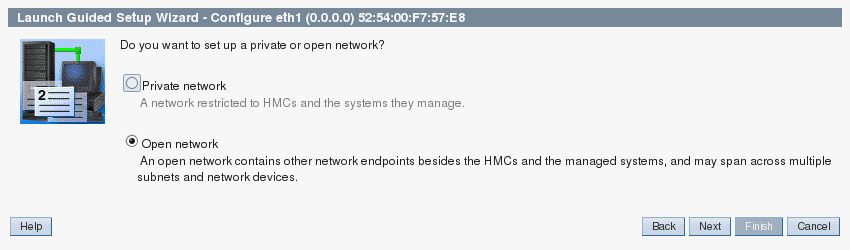 Launch Guided Setup Wizard - Configure eth1 (0.0.0.0) 52:54:00:F7:57:E8
Do you want to set up a private or open network?
Private network
A network restricted to HMCs and the systems they manage.
2
Open network
An open network contains other network endpoints besides the HMCs and the managed systems, and may span across multiple
subnets and network devices.
Help
Back
Next
Finish
Cancel